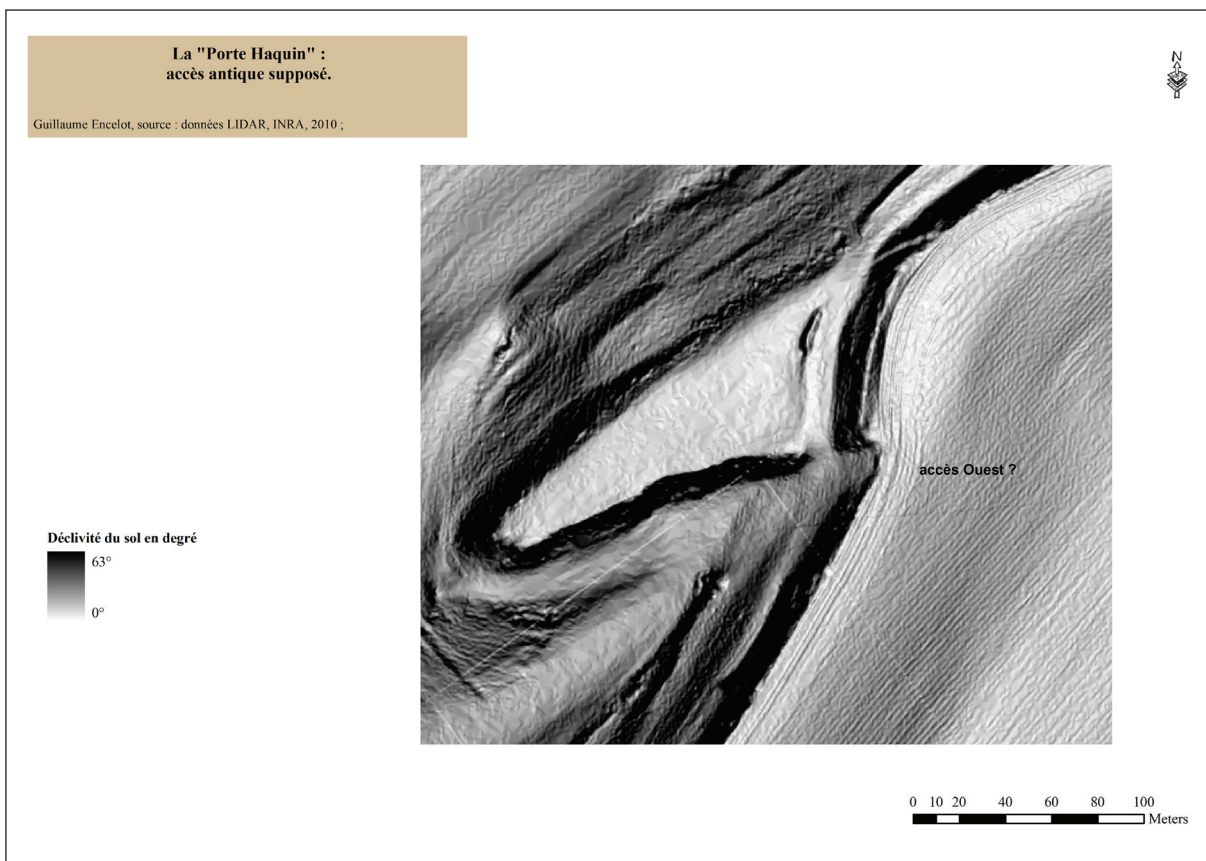 La "Porte Haquin" :
accès antique supposé.
Guillaume Encelot, source : données LIDAR, INRA, 2010 ;
N
accès Ouest ?
Déclivité du sol en degré
63°
0°
0 10 20 40 60 80 100
Meters